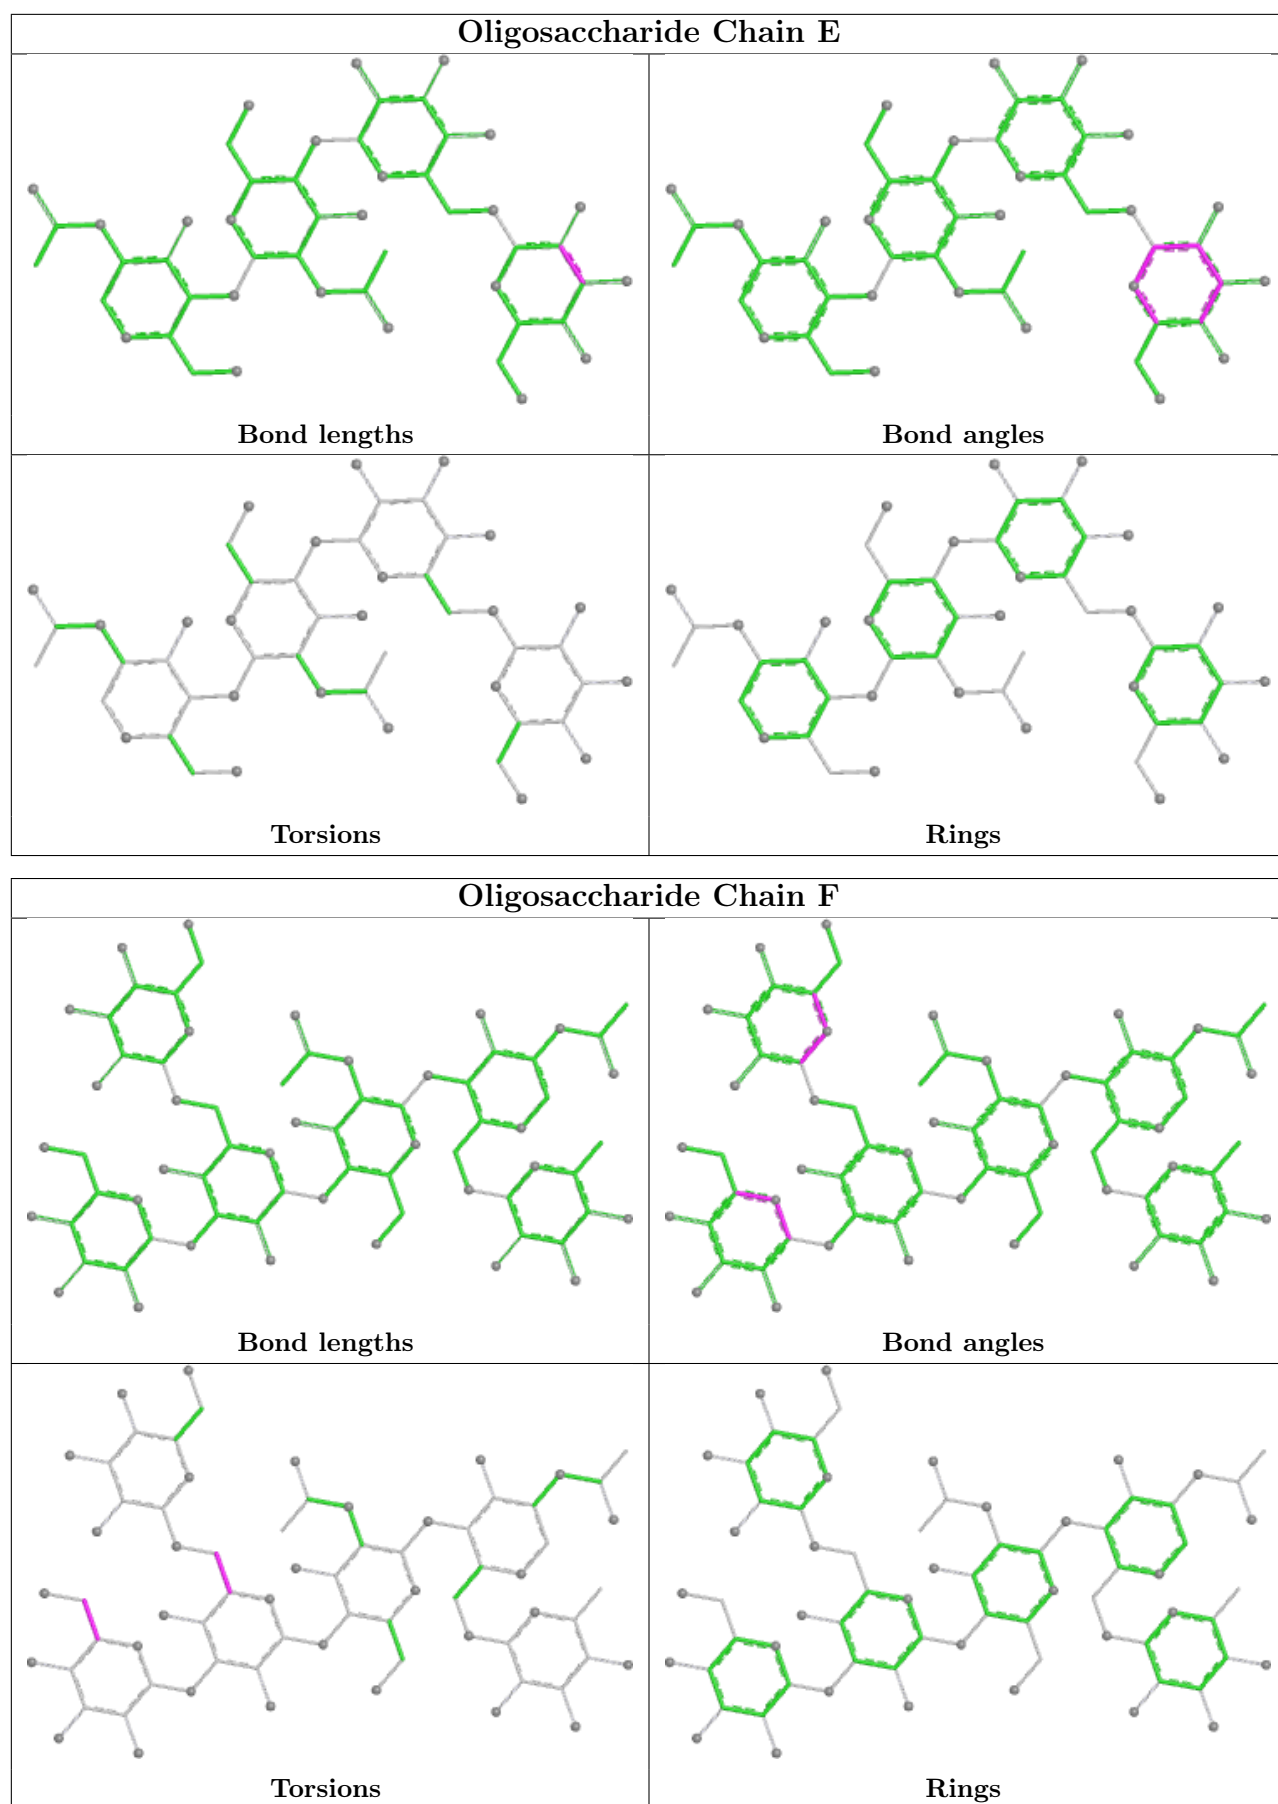 Oligosaccharide Chain E
Bond lengths
Bond angles
Torsions
Rings
Oligosaccharide Chain F
Bond lengths
Bond angles
Torsions
Rings